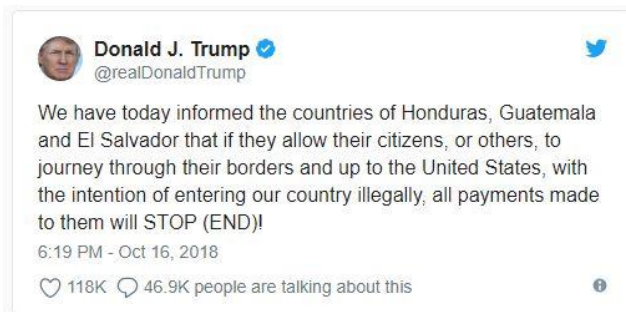 Donald J. Trump
@realDonaldTrump
We have today informed the countries of Honduras, Guatemala
and El Salvador that if they allow their citizens, or others, to
journey through their borders and up to the United States, with
the intention of entering our country illegally, all payments made
to them will STOP (END)!
6:19 PM - Oct 16, 2018
118K 46.9K people are talking about this